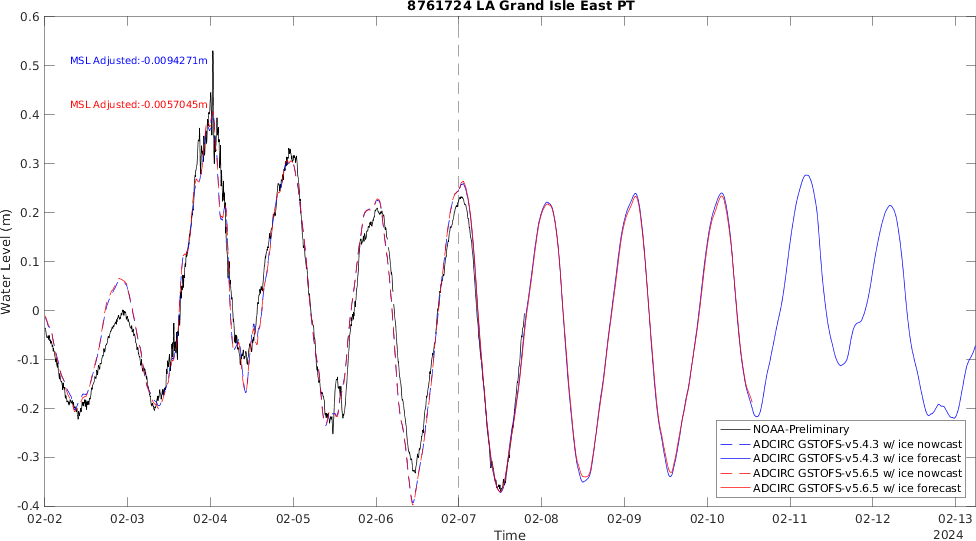 8761724 LA Grand Isle East PT
MSL Adjusted:-0.0094271m
MSL Adjusted:-0.0057045m
Water Level (m)
0.6
0.5
0.4
0.3
0.2
0.1
0
-0.1
-0.2
-0.3
-0.4
NOAA-Preliminary
ADCIRC GSTOFS-v5.4.3 w/ ice nowcast
ADCIRC GSTOFS-v5.4.3 w/ ice forecast
ADCIRC GSTOFS-v5.6.5 w/ ice nowcast
ADCIRC GSTOFS-v5.6.5 w/ ice forecast
02-02 02-03 02-04 02-05 02-06 02-07 02-08 02-09 02-10 02-11 02-12 02-13
Time
2024